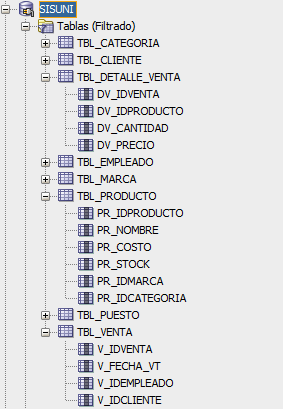 SISUNI
Tablas (Filtrado)
TBL_CATEGORIA
TBL_CLIENTE
TBL_DETALLE_VENTA
DV_IDVENTA
DV_IDPRODUCTO
DV_CANTIDAD
DV_PRECIO
TBL_EMPLEADO
TBL_MARCA
TBL_PRODUCTO
PR_IDPRODUCTO
PR_NOMBRE
PR_COSTO
PR_STOCK
PR_IDMARCA
PR_IDCATEGORIA
TBL_PUESTO
TBL_VENTA
V_IDVENTA
V_FECHA_VT
V_IDEMPLEADO
V_IDCLIENTE